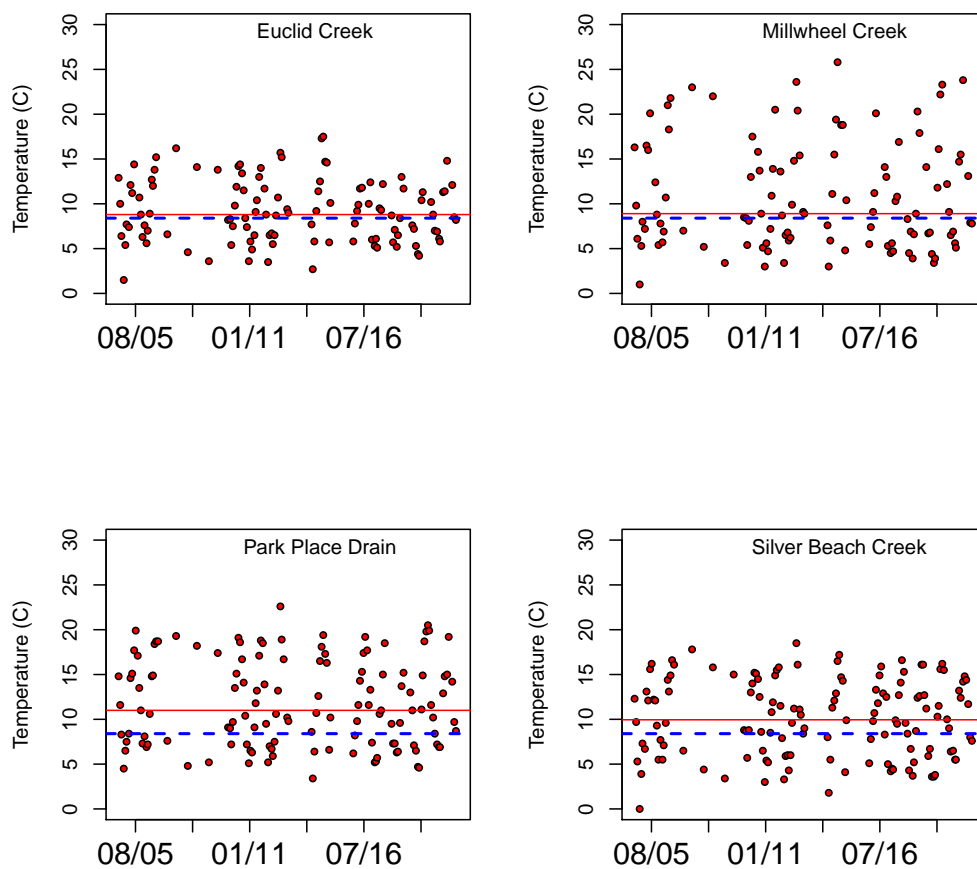 Euclid Creek
Temperature (C)
30
25
20
15
10
5
0
08/05 01/11 07/16
Millwheel Creek
Temperature (C)
30
25
20
15
10
5
0
08/05 01/11 07/16
Park Place Drain
Temperature (C)
30
25
20
15
10
5
0
08/05 01/11 07/16
Silver Beach Creek
Temperature (C)
30
25
20
15
10
5
0
08/05 01/11 07/16